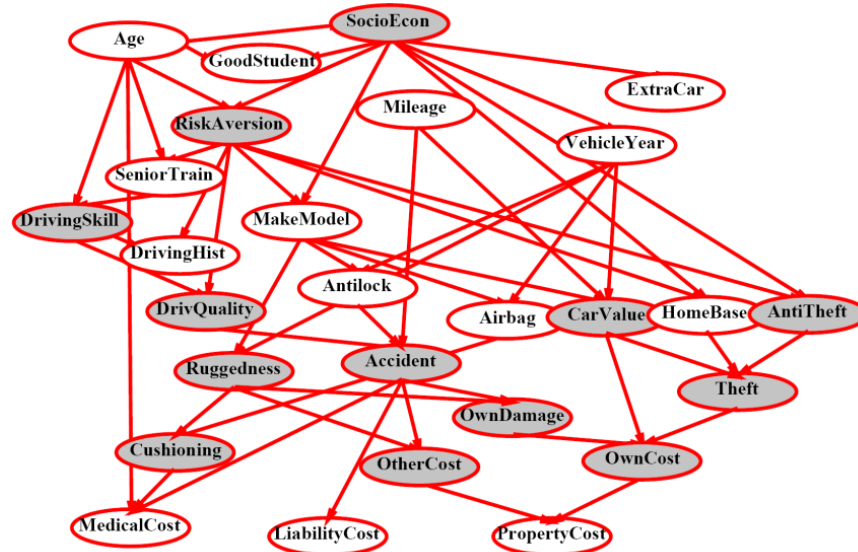 SocioEcon
Age
GoodStudent
ExtraCar
Mileage
RiskAversion
VehicleYear
SeniorTrain
DrivingSkill
MakeModel
DrivingHist
Antilock
DrivQuality
Airbag
CarValue
HomeBase
AntiTheft
Ruggedness
Accident
Theft
OwnDamage
Cushioning
OtherCost
OwnCost
MedicalCost
LiabilityCost
PropertyCost